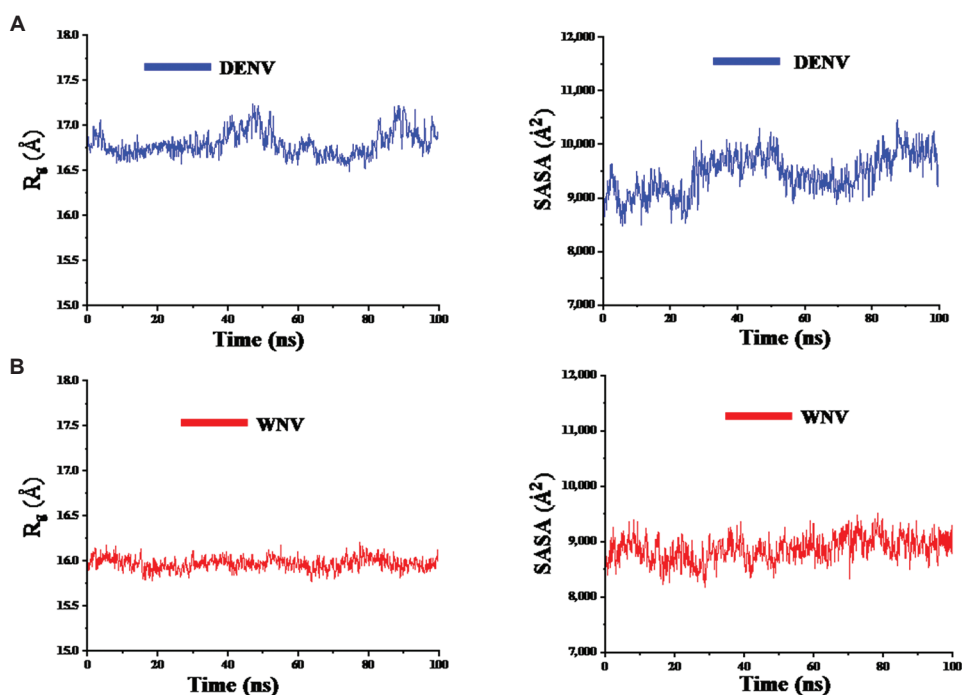 A
18.0
17.5
17.0
16.5
16.0
15.5
15.0
0 20 40 60 80 100
Rg (Å)
Time (ns)
DENV
12,000
11,000
10,000
9,000
8,000
7,000
0 20 40 60 80 100
SASA (Å²)
Time (ns)
DENV
B
18.0
17.5
17.0
16.5
16.0
15.5
15.0
0 20 40 60 80 100
Rg (Å)
Time (ns)
WNV
12,000
11,000
10,000
9,000
8,000
7,000
0 20 40 60 80 100
SASA (Å²)
Time (ns)
WNV